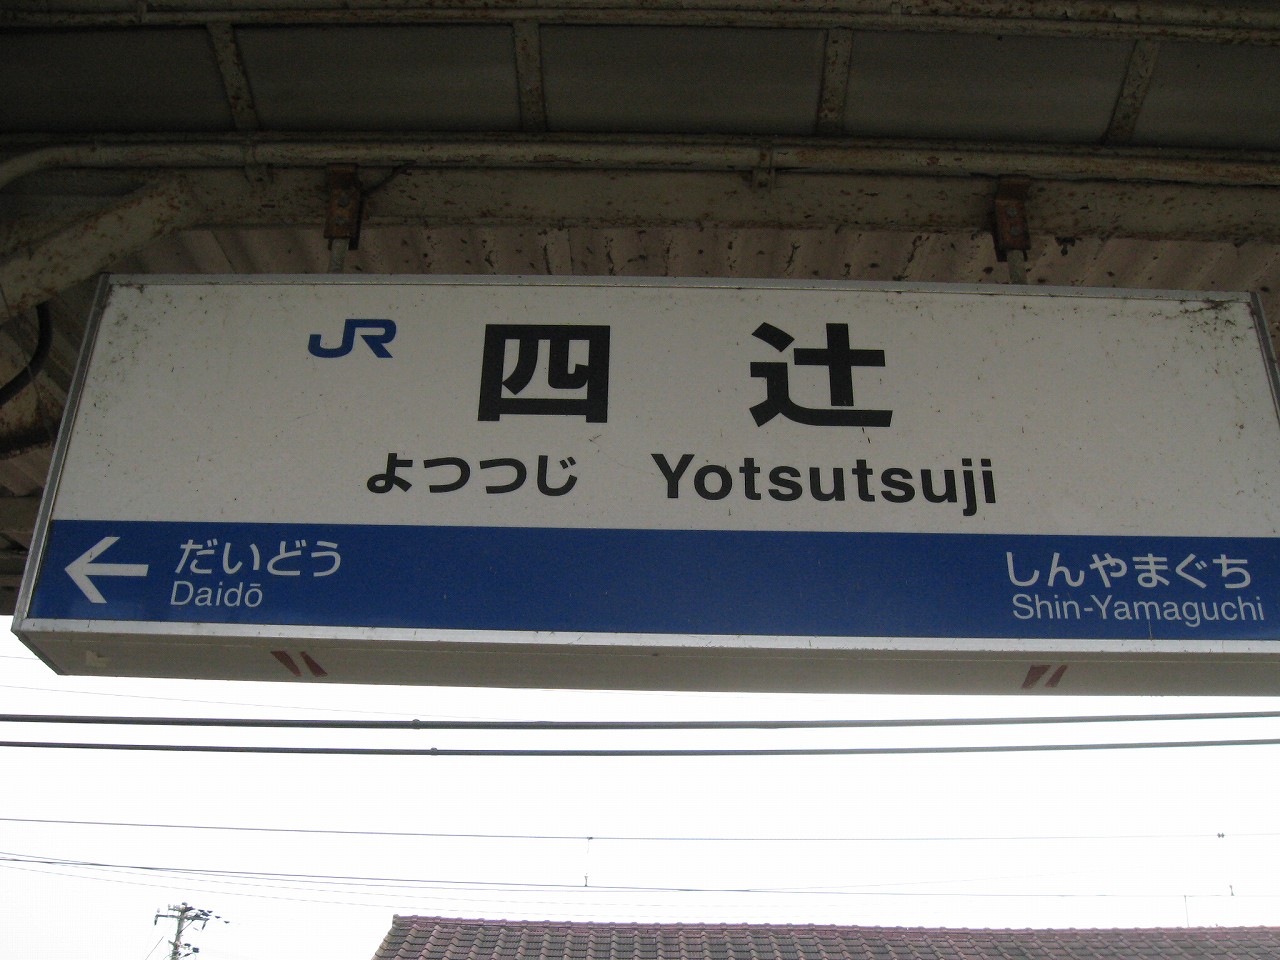 JR 四辻
よつつじ Yotsutsuji
← だいどう しんやまぐち
Daidō Shin-Yamaguchi